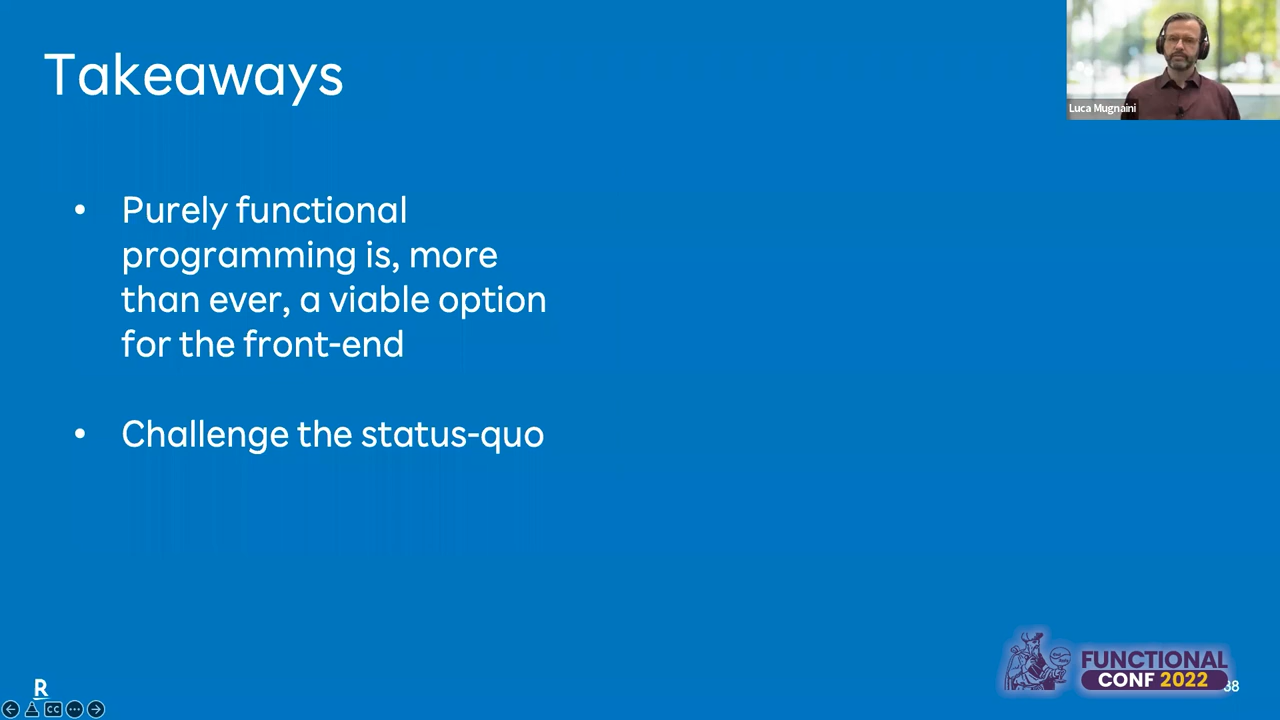 Takeaways
Luca Mugnaini
• Purely functional
programming is, more
than ever, a viable option
for the front-end
• Challenge the status-quo
FUNCTIONAL
CONF 2022
R
CC